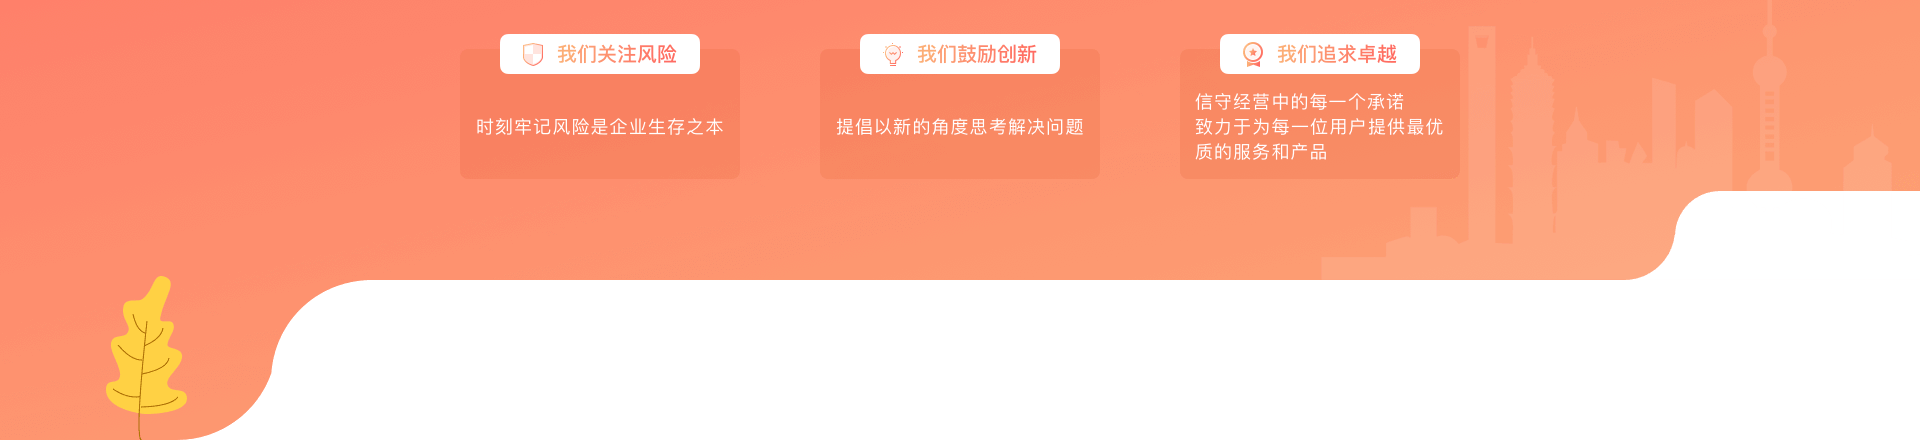 我们关注风险
时刻牢记风险是企业生存之本
我们鼓励创新
提倡以新的角度思考解决问题
我们追求卓越
信守经营中的每一个承诺
致力于为每一位用户提供最优
质的服务和产品